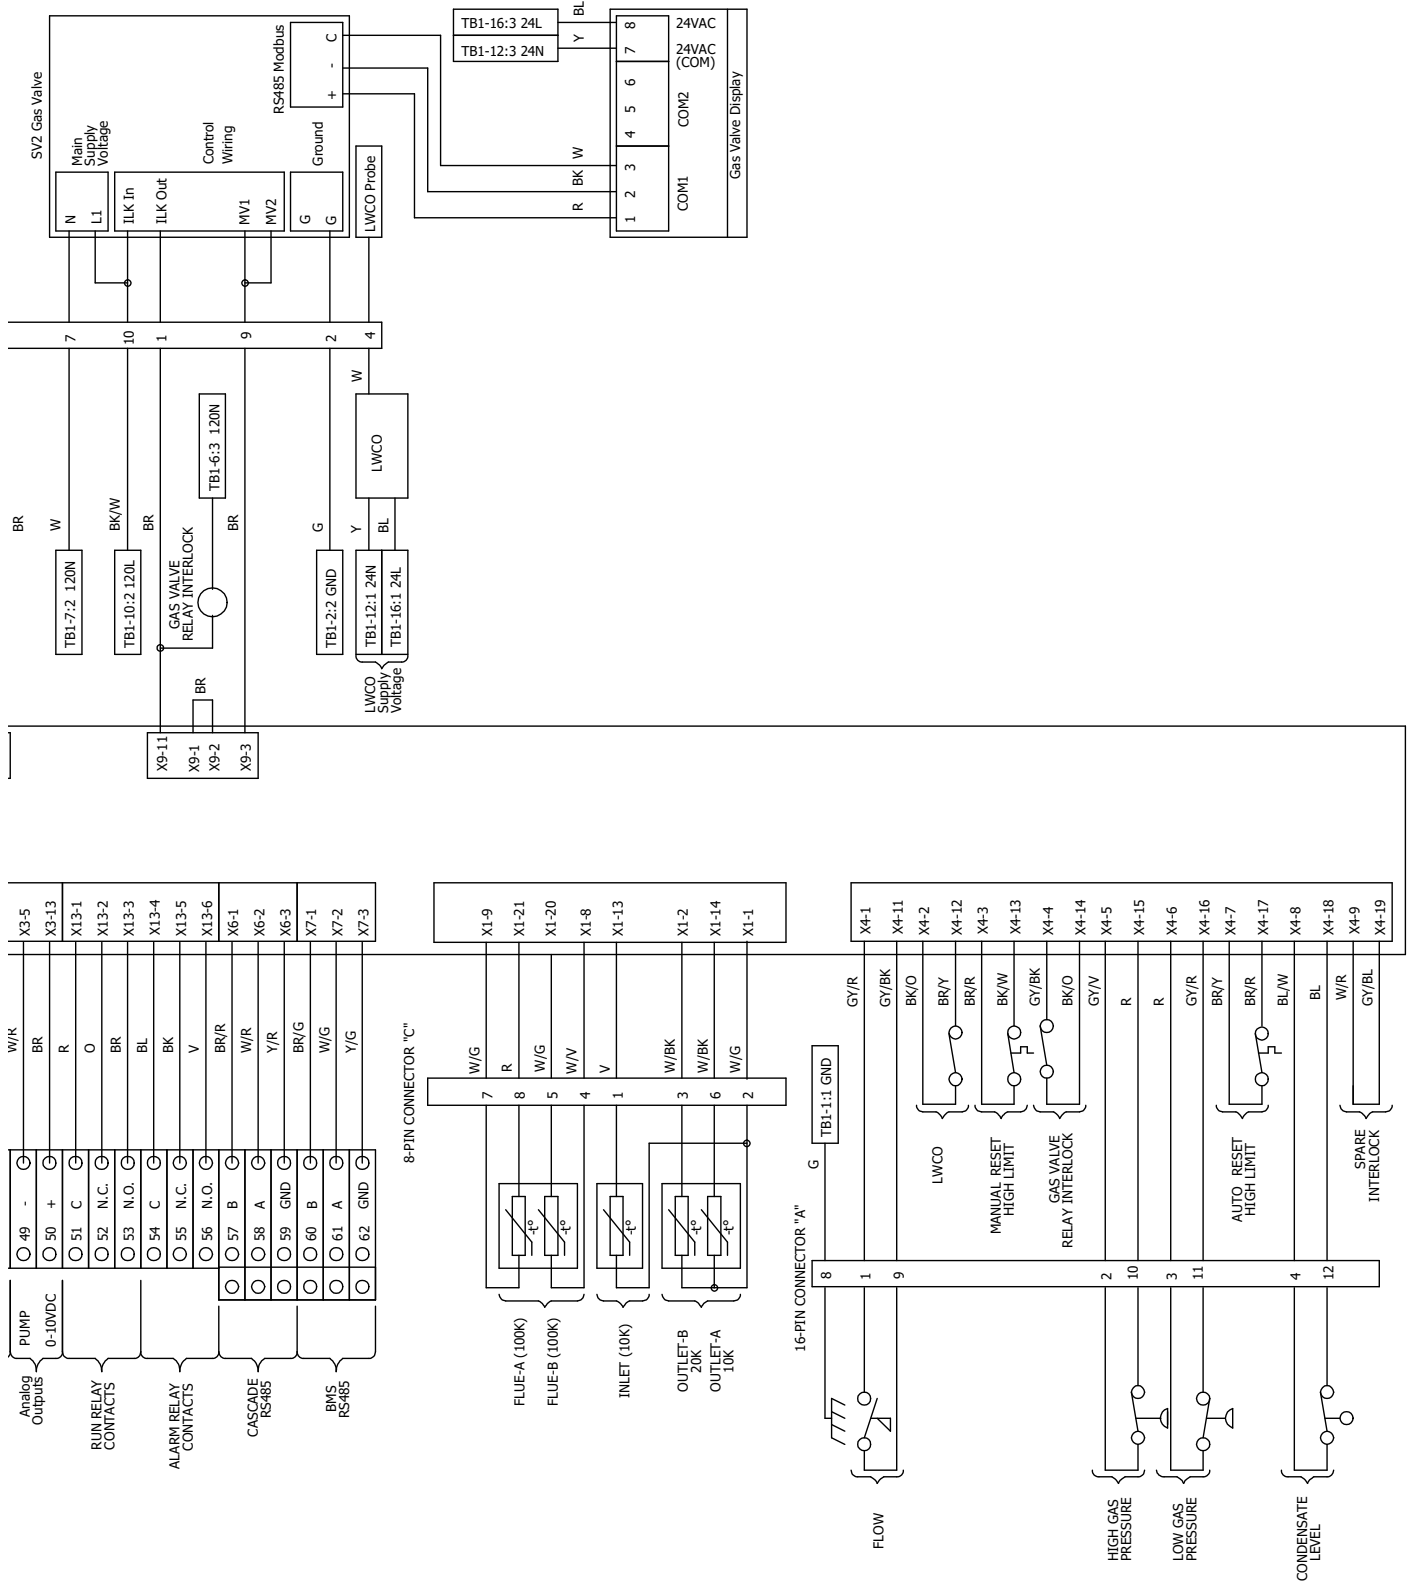 SV2 Gas Valve
Main
Supply
Voltage
N
L1
Control
Wiring
ILK In
ILK Out
MV1
MV2
Ground
G
G
RS485 Modbus
+
-
C
LWCO Probe
TB1-16:3 24L
TB1-12:3 24N
BL
Y
8
7
6
5
4
3
2
1
24VAC
24VAC
(COM)
COM2
COM1
Gas Valve Display
W
BK
R
7
10
1
9
2
4
BR
W
BK/W
BR
BR
G
W
Y
BL
TB1-7:2 120N
TB1-10:2 120L
GAS VALVE
RELAY INTERLOCK
TB1-6:3 120N
TB1-2:2 GND
LWCO
TB1-12:1 24N
TB1-16:1 24L
LWCO
Supply
Voltage
BR
X9-11
X9-1
X9-2
X9-3
X3-5
X3-13
X13-1
X13-2
X13-3
X13-4
X13-5
X13-6
X6-1
X6-2
X6-3
X7-1
X7-2
X7-3
W/R
BR
R
O
BR
BL
BK
V
BR/R
W/R
Y/R
BR/G
W/G
Y/G
49 -
50 +
51 C
52 N.C.
53 N.O.
54 C
55 N.C.
56 N.O.
57 B
58 A
59 GND
60 B
61 A
62 GND
PUMP
0-10VDC
Analog
Outputs
RUN RELAY
CONTACTS
ALARM RELAY
CONTACTS
CASCADE
RS485
BMS
RS485
X1-9
X1-21
X1-20
X1-8
X1-13
X1-2
X1-14
X1-1
W/G
R
W/G
W/V
V
W/BK
W/BK
W/G
8-PIN CONNECTOR "C"
7
8
5
4
1
3
6
2
-t°
-t°
-t°
-t°
-t°
FLUE-A (100K)
FLUE-B (100K)
INLET (10K)
OUTLET-B
20K
OUTLET-A
10K
X4-1
X4-11
X4-2
X4-12
X4-3
X4-13
X4-4
X4-14
X4-5
X4-15
X4-6
X4-16
X4-7
X4-17
X4-8
X4-18
X4-9
X4-19
GY/R
GY/BK
BK/O
BR/Y
BR/R
BK/W
GY/BK
BK/O
GY/V
R
R
GY/R
BR/Y
BR/R
BL/W
BL
W/R
GY/BL
TB1-1:1 GND
G
LWCO
MANUAL RESET
HIGH LIMIT
GAS VALVE
RELAY INTERLOCK
AUTO RESET
HIGH LIMIT
SPARE
INTERLOCK
16-PIN CONNECTOR "A"
8
1
9
2
10
3
11
4
12
FLOW
HIGH GAS
PRESSURE
LOW GAS
PRESSURE
CONDENSATE
LEVEL